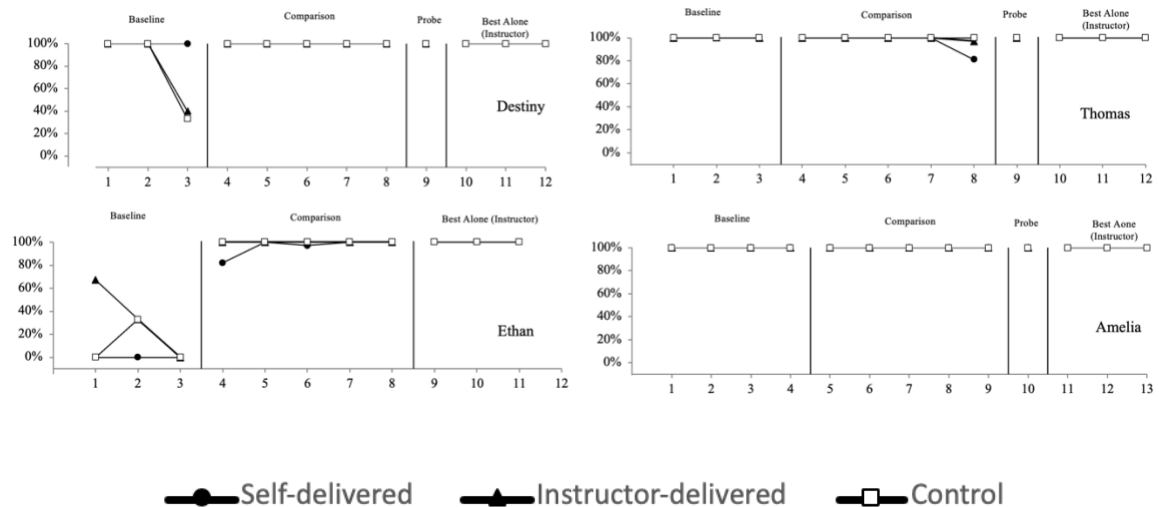 Baseline Comparison Probe Best Alone
(Instructor)
100%
80%
60%
40%
20%
0%
Destiny
1 2 3 4 5 6 7 8 9 10 11 12
Baseline Comparison Probe Best Alone
(Instructor)
100%
80%
60%
40%
20%
0%
Thomas
1 2 3 4 5 6 7 8 9 10 11 12
Baseline Comparison Best Alone (Instructor)
100%
80%
60%
40%
20%
0%
Ethan
1 2 3 4 5 6 7 8 9 10 11 12
Baseline Comparison Probe Best Aone
(Instructor)
100%
80%
60%
40%
20%
0%
Amelia
1 2 3 4 5 6 7 8 9 10 11 12 13
Self-delivered Instructor-delivered Control